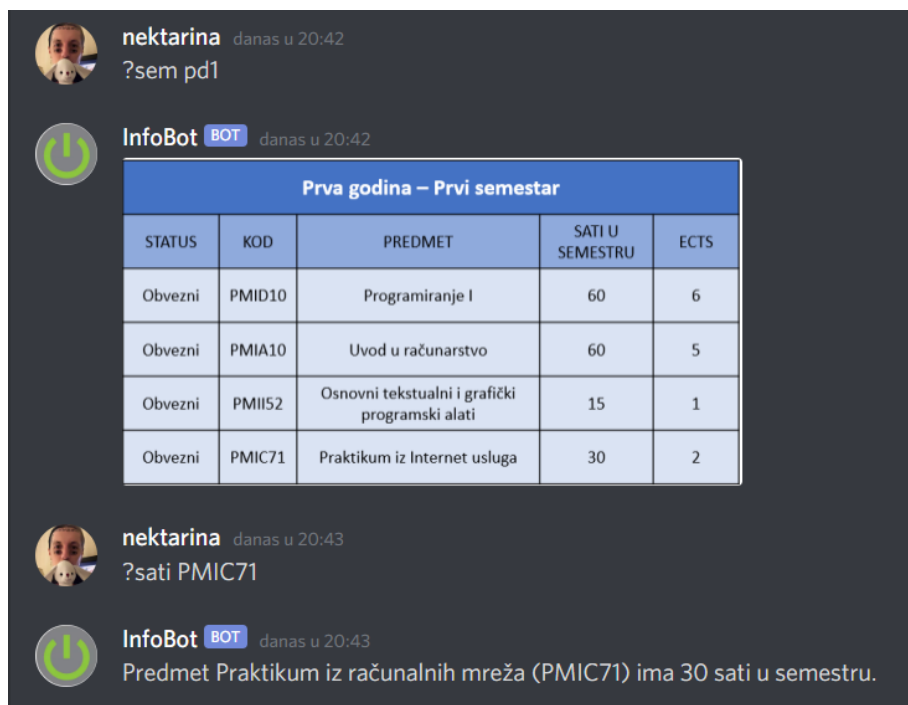 nektarina danas u 20:42
?sem pd1
InfoBot BOT danas u 20:42
Prva godina – Prvi semestar
STATUS KOD PREDMET SATI U SEMESTRU ECTS
Obvezni PMID10 Programiranje I 60 6
Obvezni PMIA10 Uvod u računarstvo 60 5
Obvezni PMII52 Osnovni tekstualni i grafički programski alati 15 1
Obvezni PMIC71 Praktikum iz Internet usluga 30 2
nektarina danas u 20:43
?sati PMIC71
InfoBot BOT danas u 20:43
Predmet Praktikum iz računalnih mreža (PMIC71) ima 30 sati u semestru.